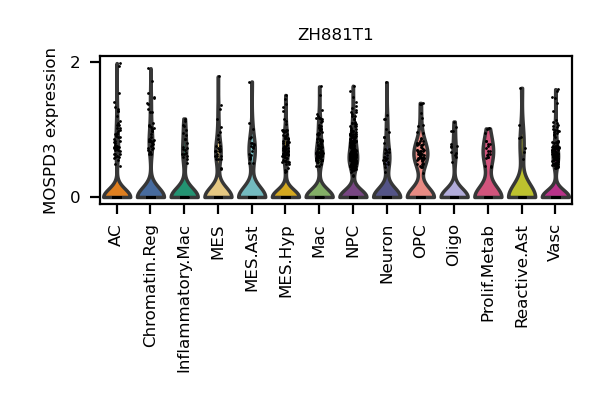 ZH881T1
MOSPD3 expression
2
0
AC
Chromatin.Reg
Inflammatory.Mac
MES
MES.Ast
MES.Hyp
Mac
NPC
Neuron
OPC
Oligo
Prolif.Metab
Reactive.Ast
Vasc